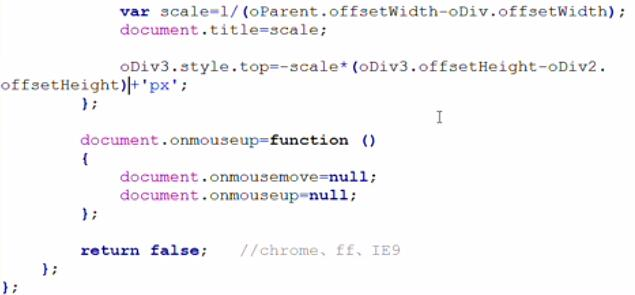 var scale=l/(oParent.offsetWidth-oDiv.offsetWidth);
document.title=scale;
oDiv3.style.top=-scale*(oDiv3.offsetHeight-oDiv2.
offsetHeight)+'px';
};
document.onmouseup=function ()
{
document.onmousemove=null;
document.onmouseup=null;
};
return false;   //chrome、ff、IE9
};
};